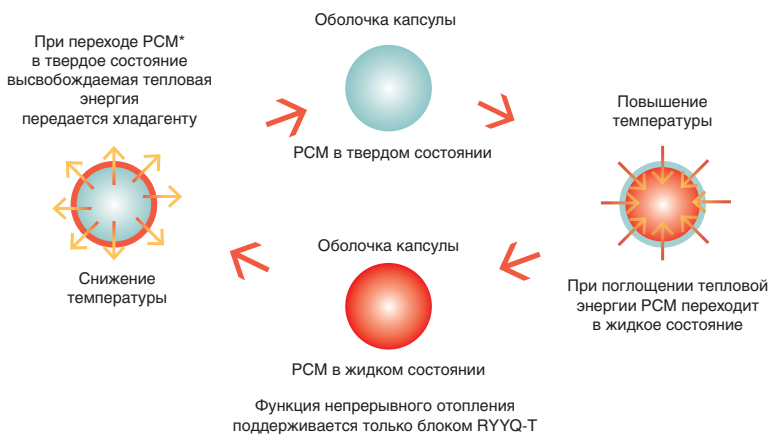 Оболочка капсулы
При переходе PCM*
в твердое состояние
высвобождаемая тепловая
энергия
передается хладагенту
PCM в твердом состоянии
Повышение
температуры
Снижение
температуры
Оболочка капсулы
При поглощении тепловой
энергии PCM переходит
в жидкое состояние
PCM в жидком состоянии
Функция непрерывного отопления
поддерживается только блоком RYYQ-T